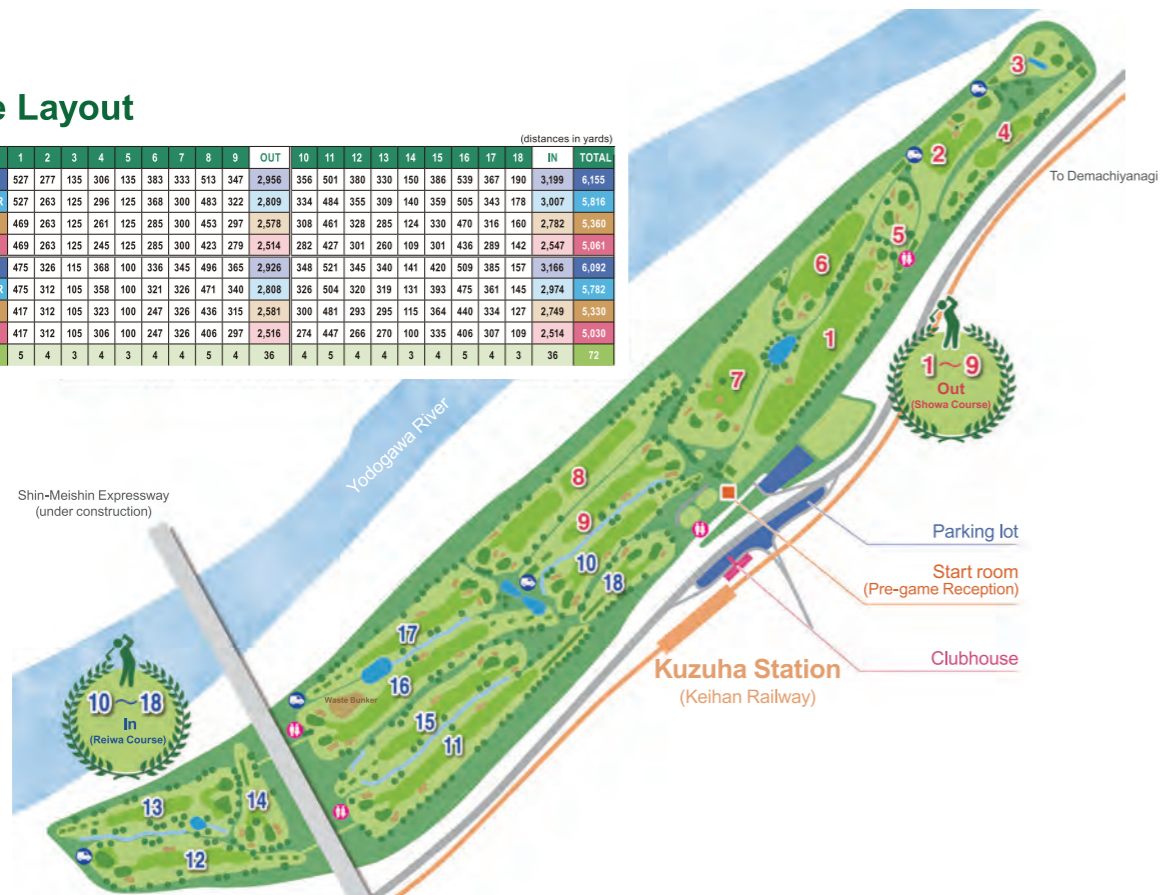 e Layout
(distances in yards)
1 2 3 4 5 6 7 8 9 OUT 10 11 12 13 14 15 16 17 18 IN TOTAL
527 277 135 306 135 383 333 513 347 2,956 356 501 380 330 150 386 539 367 190 3,199 6,155
R 527 263 125 296 125 368 300 483 322 2,809 334 484 355 309 140 359 505 343 178 3,007 5,816
469 263 125 261 125 285 300 453 297 2,578 308 461 328 285 124 330 470 316 160 2,782 5,360
469 263 125 245 125 285 300 423 279 2,514 282 427 301 260 109 301 436 289 142 2,547 5,061
475 326 115 368 100 336 345 496 365 2,926 348 521 345 340 141 420 509 385 157 3,166 6,092
R 475 312 105 358 100 321 326 471 340 2,808 326 504 320 319 131 393 475 361 145 2,974 5,782
417 312 105 323 100 247 326 436 315 2,581 300 481 293 295 115 364 440 334 127 2,749 5,330
417 312 105 306 100 247 326 406 297 2,516 274 447 266 270 100 335 406 307 109 2,514 5,030
5 4 3 4 3 4 4 5 4 36 4 5 4 4 3 4 5 4 3 36 72
3
4
2
To Demachiyanagi
5
6
1
7
1～9
Out
(Showa Course)
Yodogawa River
8
9
Shin-Meishin Expressway
(under construction)
10
18
Parking lot
Start room
(Pre-game Reception)
Clubhouse
Kuzuha Station
(Keihan Railway)
17
16
Waste Bunker
15
11
10～18
In
(Reiwa Course)
13
14
12